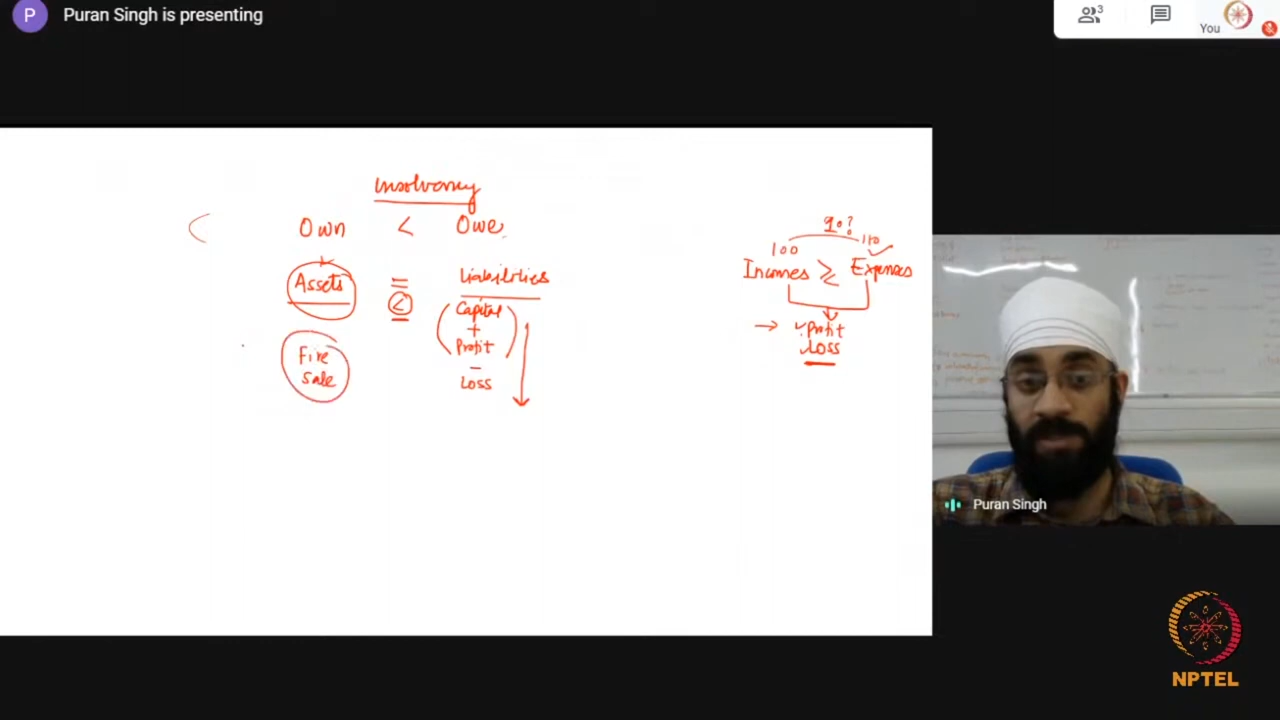 P Puran Singh is presenting
3
You
Insolvency
Own < Owe
Assets = Liabilities
<
Capital
+
Profit
-
Loss
Fire
Sale
100 110
Incomes ≥ Expenses
→ Profit
Loss
Puran Singh
NPTEL